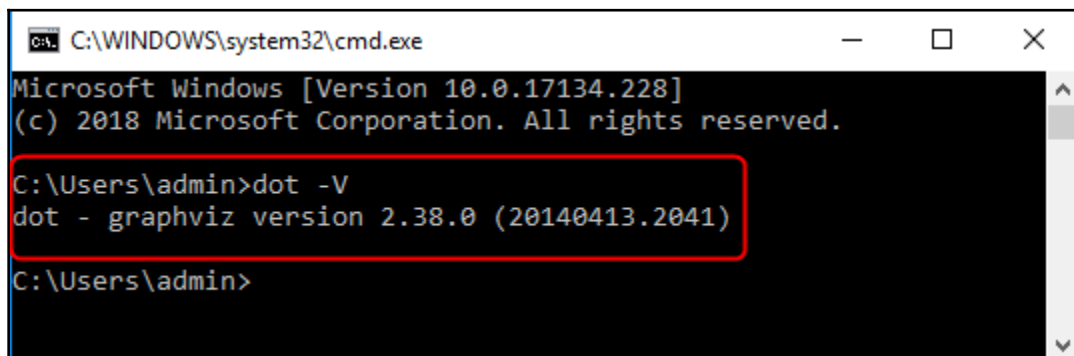 C:\WINDOWS\system32\cmd.exe
Microsoft Windows [Version 10.0.17134.228]
(c) 2018 Microsoft Corporation. All rights reserved.
C:\Users\admin>dot -V
dot - graphviz version 2.38.0 (20140413.2041)
C:\Users\admin>